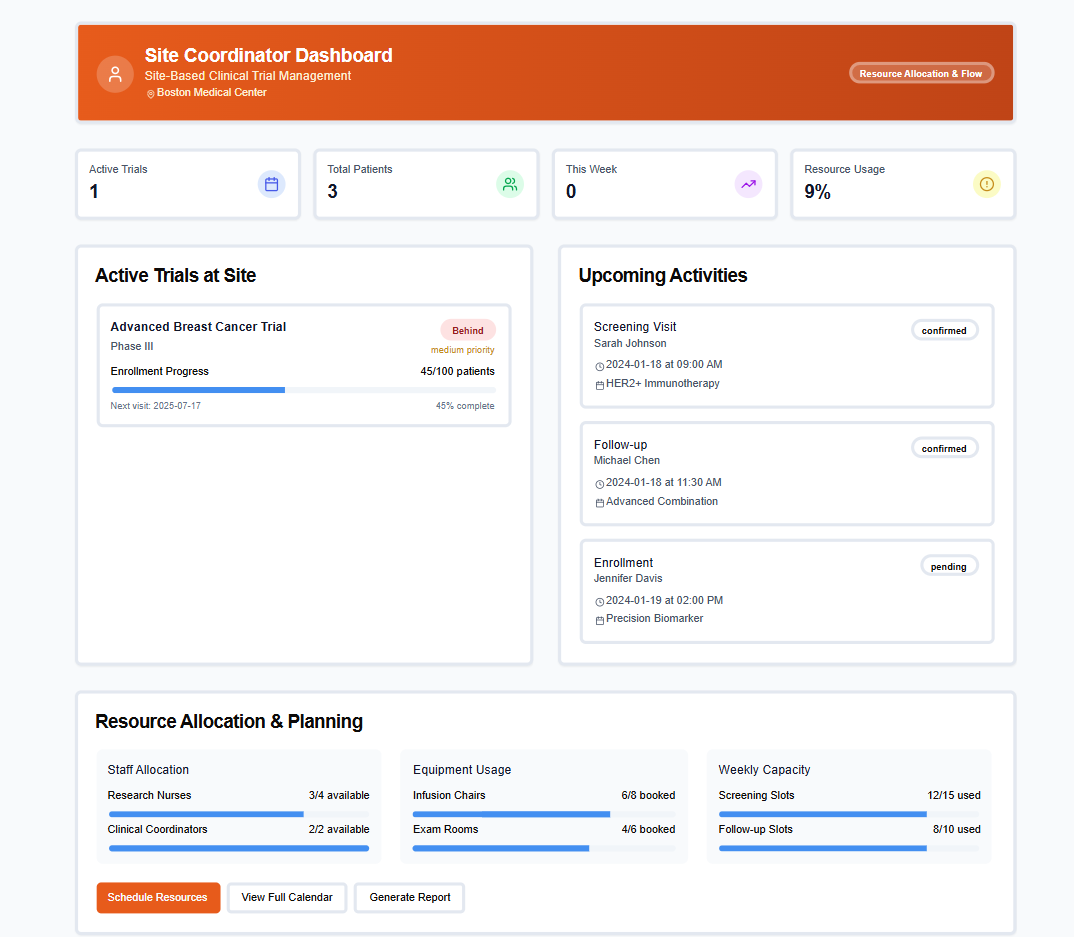 Site Coordinator Dashboard
Site-Based Clinical Trial Management
Boston Medical Center
Resource Allocation & Flow
Active Trials
1
Total Patients
3
This Week
0
Resource Usage
9%
Active Trials at Site
Advanced Breast Cancer Trial
Behind
Phase III
medium priority
Enrollment Progress 45/100 patients
Next visit: 2025-07-17 45% complete
Upcoming Activities
Screening Visit
confirmed
Sarah Johnson
2024-01-18 at 09:00 AM
HER2+ Immunotherapy
Follow-up
confirmed
Michael Chen
2024-01-18 at 11:30 AM
Advanced Combination
Enrollment
pending
Jennifer Davis
2024-01-19 at 02:00 PM
Precision Biomarker
Resource Allocation & Planning
Staff Allocation
Research Nurses 3/4 available
Clinical Coordinators 2/2 available
Equipment Usage
Infusion Chairs 6/8 booked
Exam Rooms 4/6 booked
Weekly Capacity
Screening Slots 12/15 used
Follow-up Slots 8/10 used
Schedule Resources
View Full Calendar
Generate Report